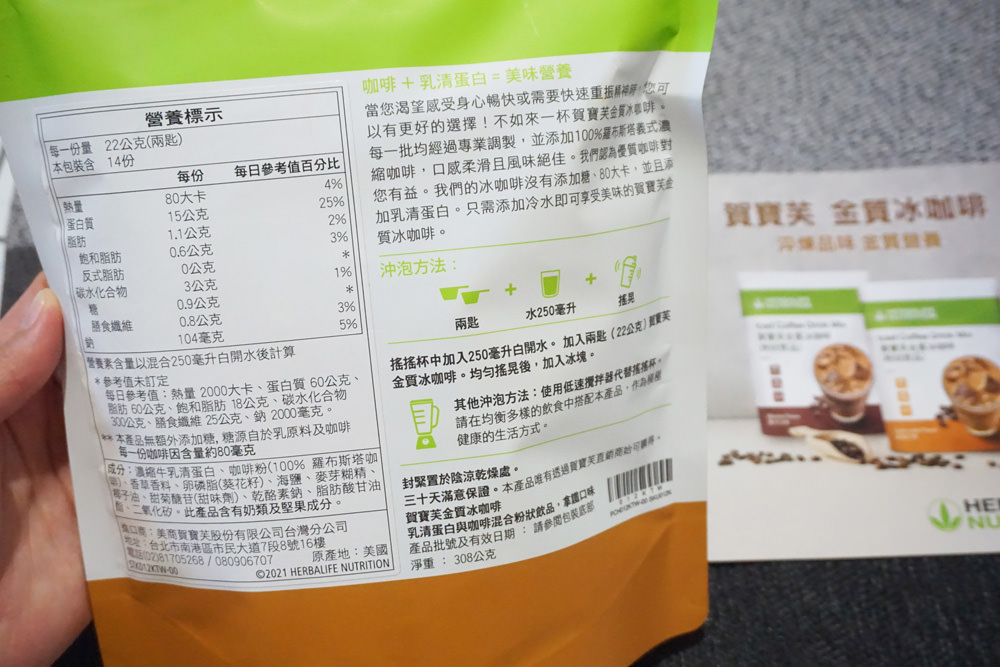 營養標示
每一份量 22公克(兩匙)
本包裝含 14份
每份 每日參考值百分比
熱量 80大卡 4%
蛋白質 15公克 25%
脂肪 1.1公克 2%
飽和脂肪 0.6公克 3%
反式脂肪 0公克 *
碳水化合物 3公克 1%
糖 0.9公克 *
膳食纖維 0.8公克 3%
鈉 104毫克 5%
營養素含量以混合250毫升白開水後計算
*參考值未訂定
每日參考值：熱量 2000大卡、蛋白質 60公克、
脂肪 60公克、飽和脂肪 18公克、碳水化合物
300公克、膳食纖維 25公克、鈉 2000毫克。
** 本產品無額外添加糖, 糖源自於乳原料及咖啡
每一份咖啡因含量約80毫克
成分：濃縮牛乳清蛋白、咖啡粉(100% 羅布斯塔咖
啡)、香草香料、卵磷脂(葵花籽)、海鹽、麥芽糊精、
椰子油、甜菊醣苷(甜味劑)、乾酪素鈉、脂肪酸甘油
酯、二氧化矽。此產品含有奶類及堅果成分。
進口商：美商賀寶芙股份有限公司台灣分公司
地址：台北市南港區市民大道7段8號16樓
電話(02)81705268 / 080906707 原產地：美國
STK012KTW-00 ©2021 HERBALIFE NUTRITION
咖啡 + 乳清蛋白 = 美味營養
當您渴望感受身心暢快或需要快速重振精神時，您可
以有更好的選擇！不如來一杯賀寶芙金質冰咖啡。
每一批均經過專業調製，並添加100%羅布斯塔義式濃
縮咖啡，口感柔滑且風味絕佳。我們認為優質咖啡對
您有益。我們的冰咖啡沒有添加糖、80大卡，並且添
加乳清蛋白。只需添加冷水即可享受美味的賀寶芙金
質冰咖啡。
沖泡方法：
+ +
兩匙 水250毫升 搖晃
搖搖杯中加入250毫升白開水。 加入兩匙（22公克）賀寶芙
金質冰咖啡。均勻搖晃後，加入冰塊。
其他沖泡方法：使用低速攪拌器代替搖搖杯。
請在均衡多樣的飲食中搭配本產品，作為積極
健康的生活方式。
封緊置於陰涼乾燥處。
三十天滿意保證。本產品唯有透過賀寶芙直銷商始可購得。
賀寶芙金質冰咖啡
乳清蛋白與咖啡混合粉狀飲品，拿鐵口味
產品批號及有效日期：請參閱包裝底部
淨重：308公克
賀寶芙 金質冰咖啡
淬煉品味 金質營養
Iced Coffee Drink Mix
HE
NU